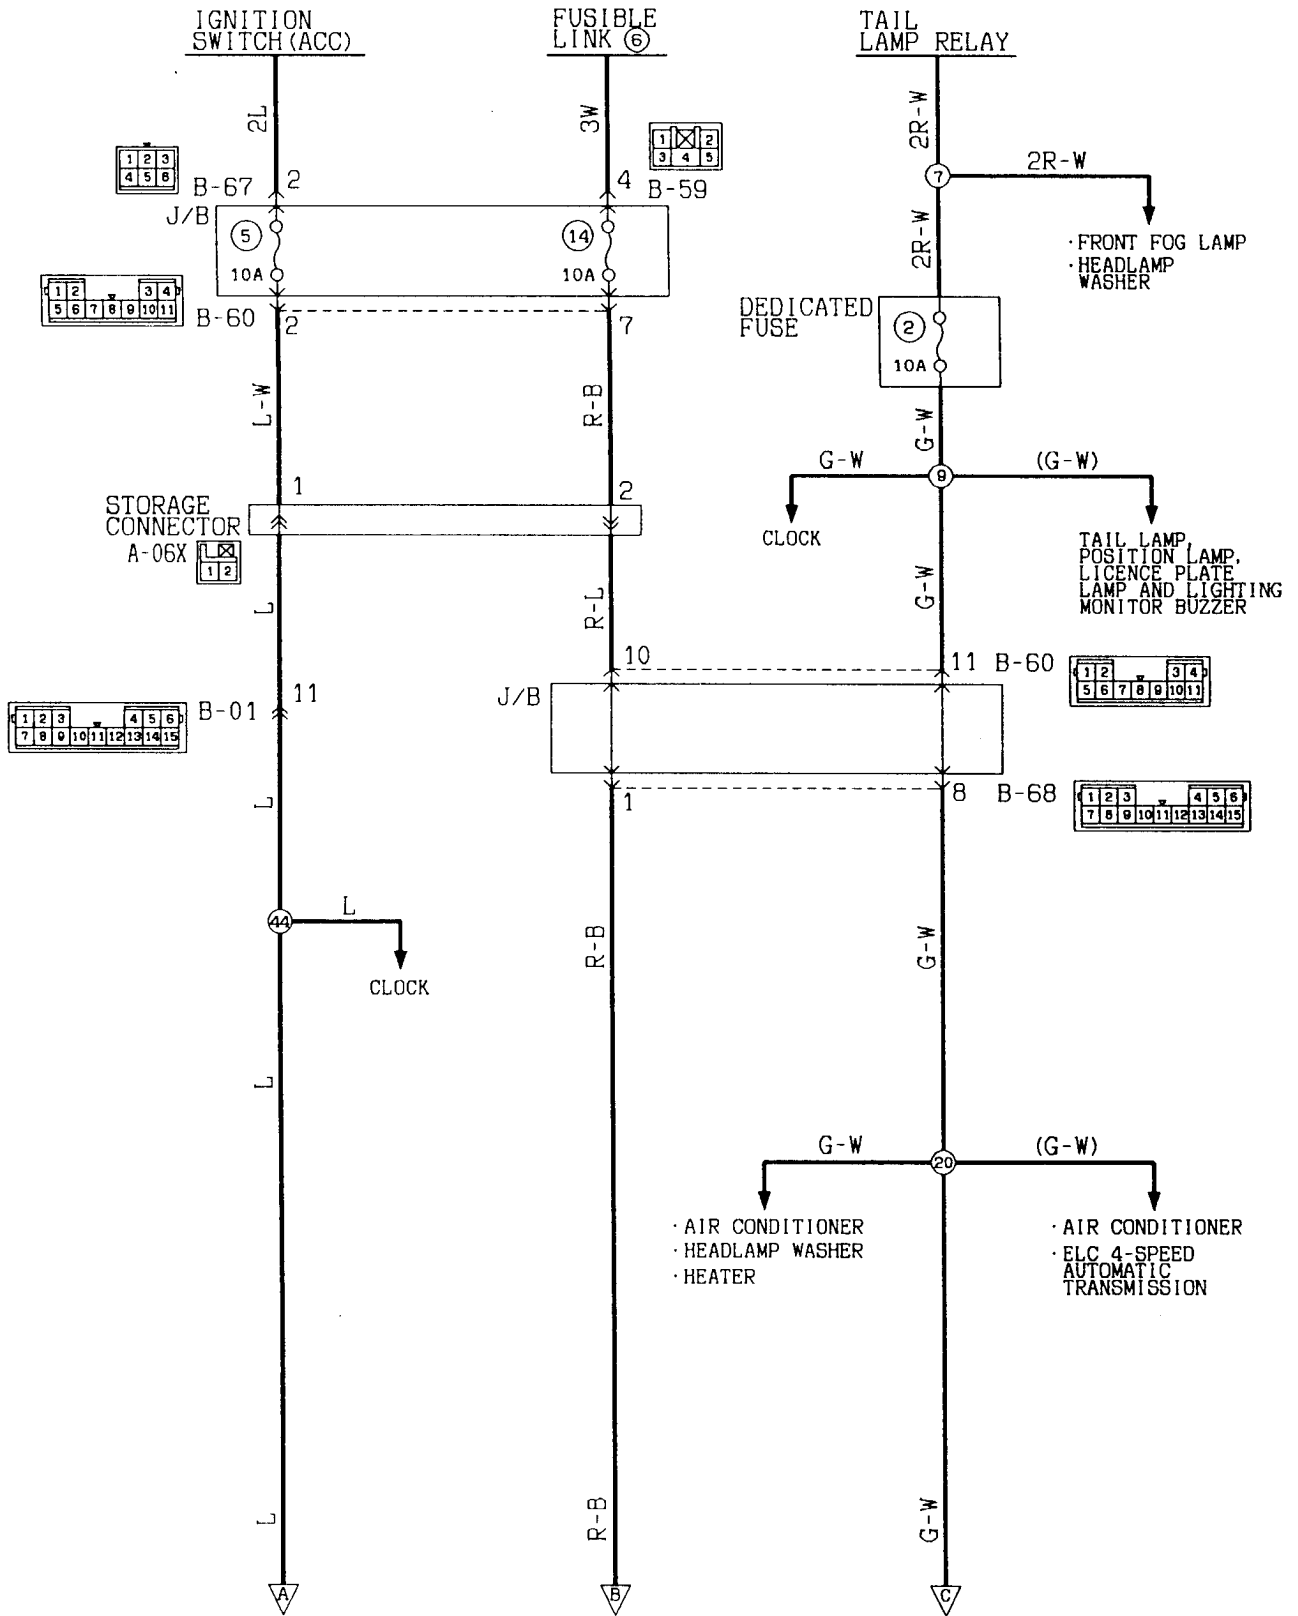 IGNITION
SWITCH(ACC)
FUSIBLE
LINK ⑥
TAIL
LAMP RELAY
2L
3W
2R-W
1 2 3
4 5 6
B-67
2
4
B-59
1 2
3 4 5
7
2R-W
J/B
5
10A
14
10A
2R-W
·FRONT FOG LAMP
·HEADLAMP
WASHER
1 2 3 4
5 6 7 8 9 10 11
B-60
2
7
DEDICATED
FUSE
2
10A
L-W
R-B
G-W
1
2
G-W
9
(G-W)
STORAGE
CONNECTOR
A-06X
1 2
CLOCK
TAIL LAMP,
POSITION LAMP,
LICENCE PLATE
LAMP AND LIGHTING
MONITOR BUZZER
L
R-L
G-W
10
11
B-60
1 2 3 4
5 6 7 8 9 10 11
J/B
1 2 3 4 5 6
7 8 9 10 11 12 13 14 15
B-01
11
L
1
8
B-68
1 2 3 4 5 6
7 8 9 10 11 12 13 14 15
44
L
CLOCK
R-B
G-W
L
G-W
20
(G-W)
·AIR CONDITIONER
·HEADLAMP WASHER
·HEATER
·AIR CONDITIONER
·ELC 4-SPEED
AUTOMATIC
TRANSMISSION
L
R-B
G-W
A
B
C